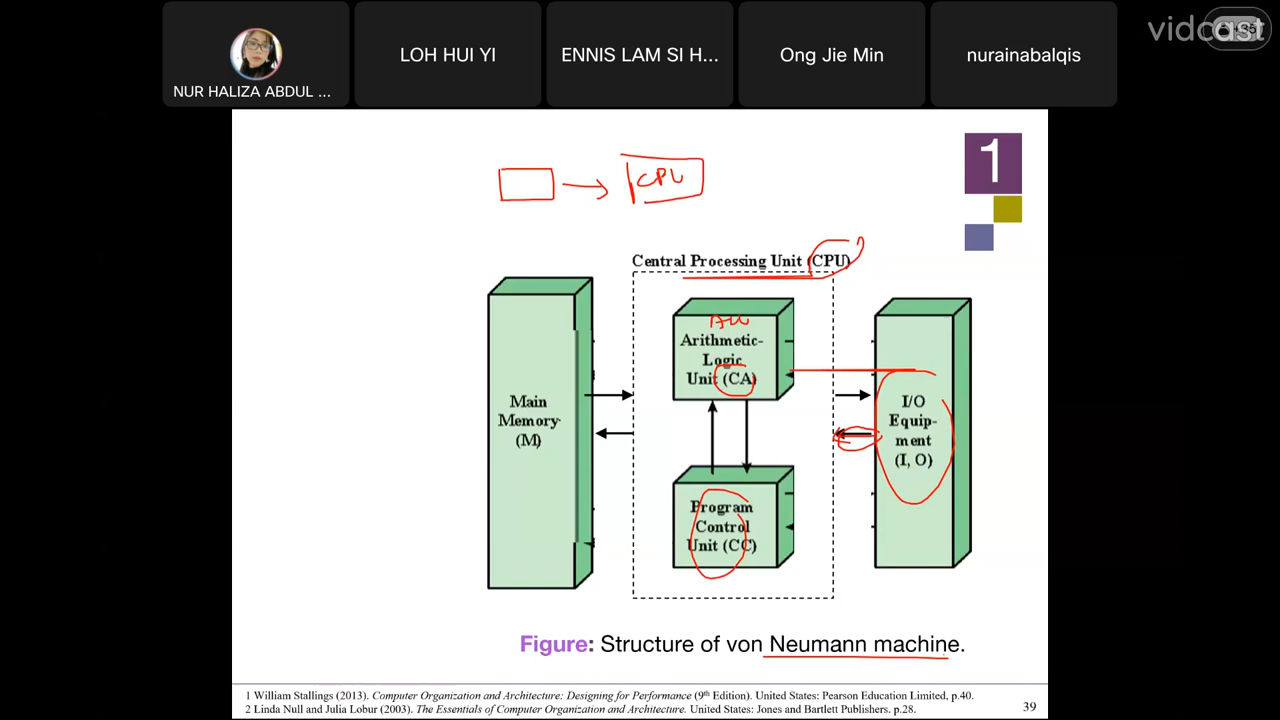 vidcast
NUR HALIZA ABDUL ...
LOH HUI YI
ENNIS LAM SI H...
Ong Jie Min
nurainabalqis
1
CPU
Central Processing Unit (CPU)
Arithmetic-
Logic
Unit (CA)
Main
Memory
(M)
I/O
Equip-
ment
(I, O)
Program
Control
Unit (CC)
Figure: Structure of von Neumann machine.
1 William Stallings (2013). Computer Organization and Architecture: Designing for Performance (9th Edition). United States: Pearson Education Limited, p.40.
2 Linda Null and Julia Lobur (2003). The Essentials of Computer Organization and Architecture. United States: Jones and Bartlett Publishers. p.28.
39